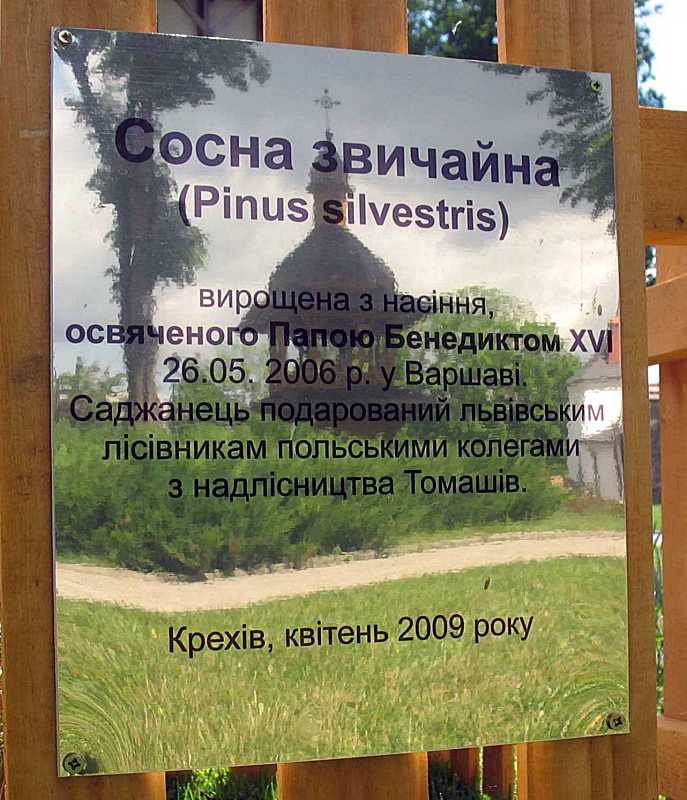 Сосна звичайна
(Pinus silvestris)
вирощена з насіння,
освяченого Папою Бенедиктом XVI
26.05. 2006 р. у Варшаві.
Саджанець подарований львівським
лісівникам польськими колегами
з надлісництва Томашів.
Крехів, квітень 2009 року